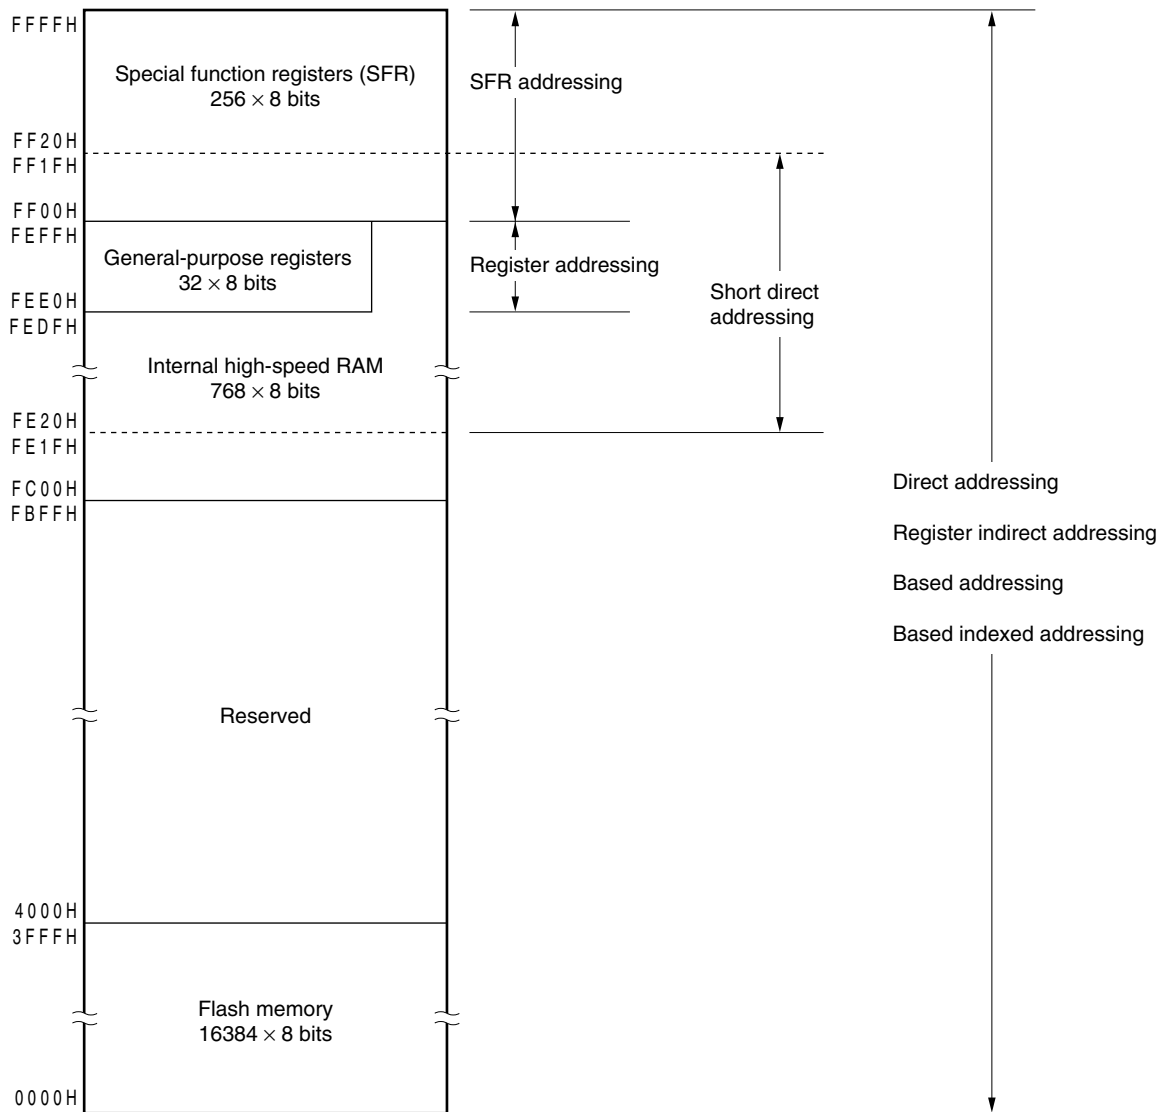 FFFFH
Special function registers (SFR)
256 × 8 bits
SFR addressing
FF20H
FF1FH
FF00H
FEFFH
General-purpose registers
32 × 8 bits
Register addressing
FEE0H
FEDFH
Short direct
addressing
Internal high-speed RAM
768 × 8 bits
FE20H
FE1FH
FC00H
FBFFH
Direct addressing
Register indirect addressing
Based addressing
Based indexed addressing
Reserved
4000H
3FFFH
Flash memory
16384 × 8 bits
0000H